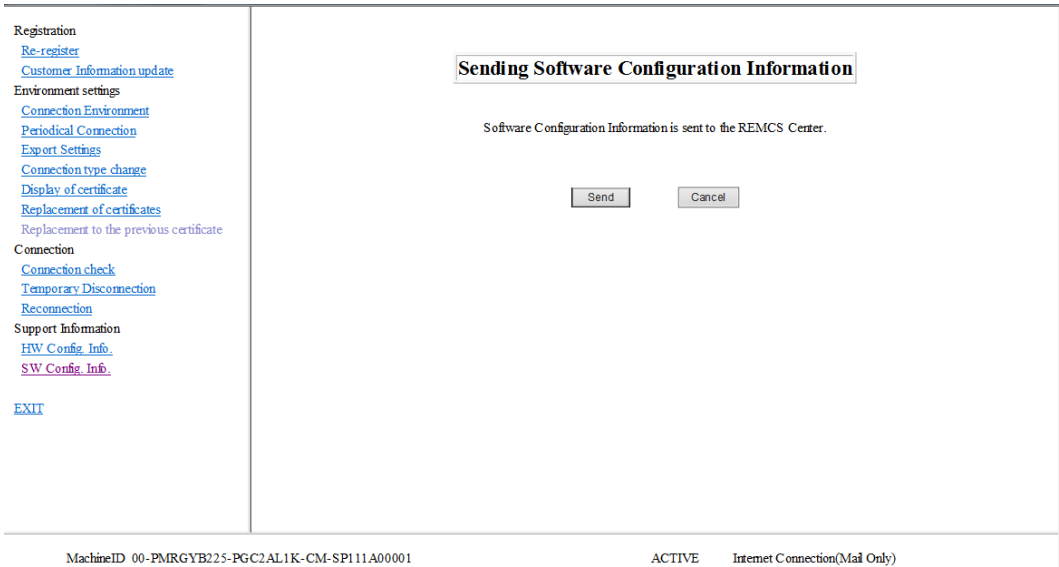 Registration
Re-register
Customer Information update
Environment settings
Connection Environment
Periodical Connection
Export Settings
Connection type change
Display of certificate
Replacement of certificates
Replacement to the previous certificate
Connection
Connection check
Temporary Disconnection
Reconnection
Support Information
HW Config. Info.
SW Config. Info.
EXIT
Sending Software Configuration Information
Software Configuration Information is sent to the REMCS Center.
Send Cancel
MachineID 00-PMRGYB225-PGC2AL1K-CM-SP111A00001 ACTIVE Internet Connection(Mail Only)